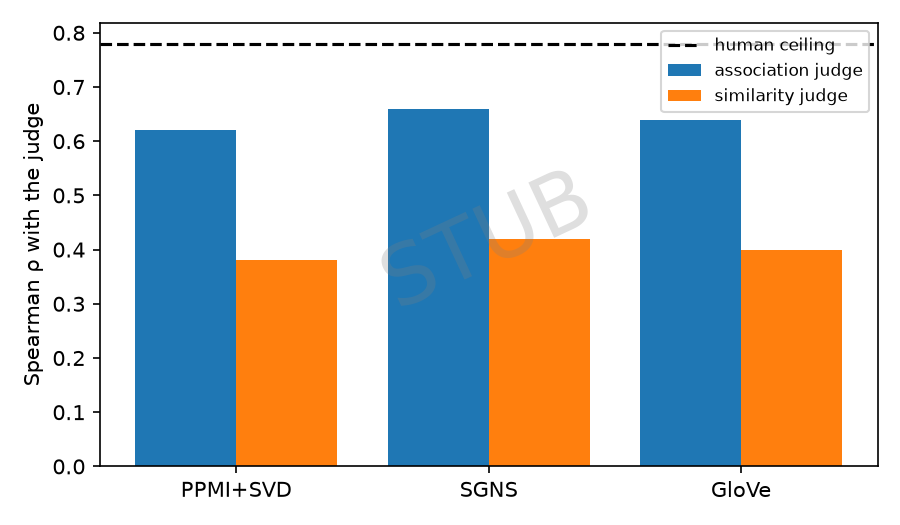 0.8
0.7
0.6
0.5
0.4
0.3
0.2
0.1
0.0
Spearman ρ with the judge
human ceiling
association judge
similarity judge
STUB
PPMI+SVD
SGNS
GloVe